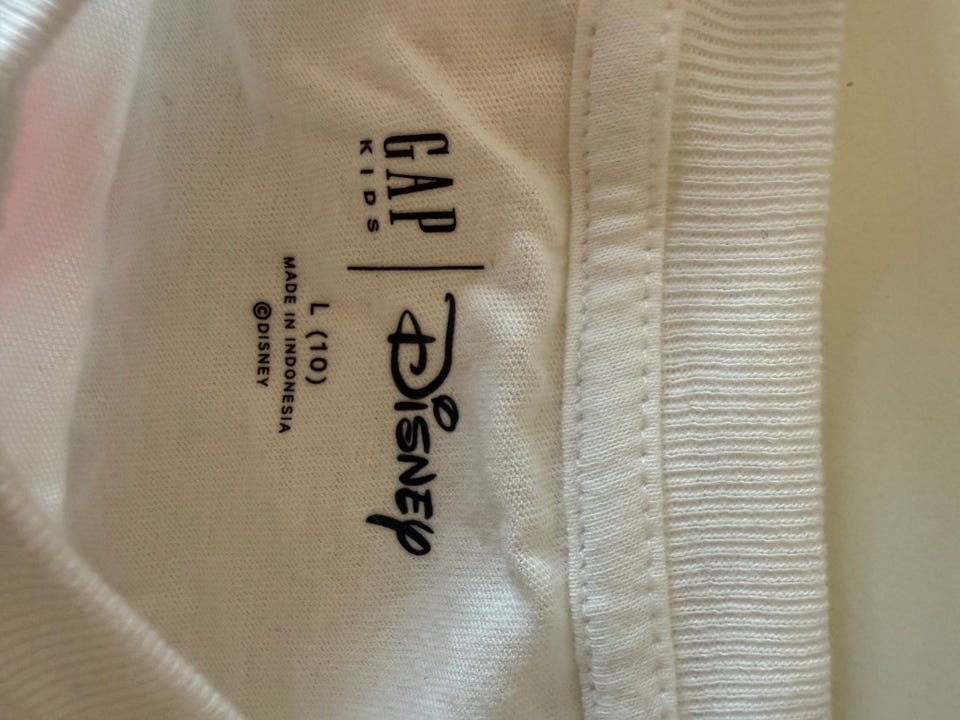 GAP
KIDS
Disney
L (10)
MADE IN INDONESIA
©DISNEY